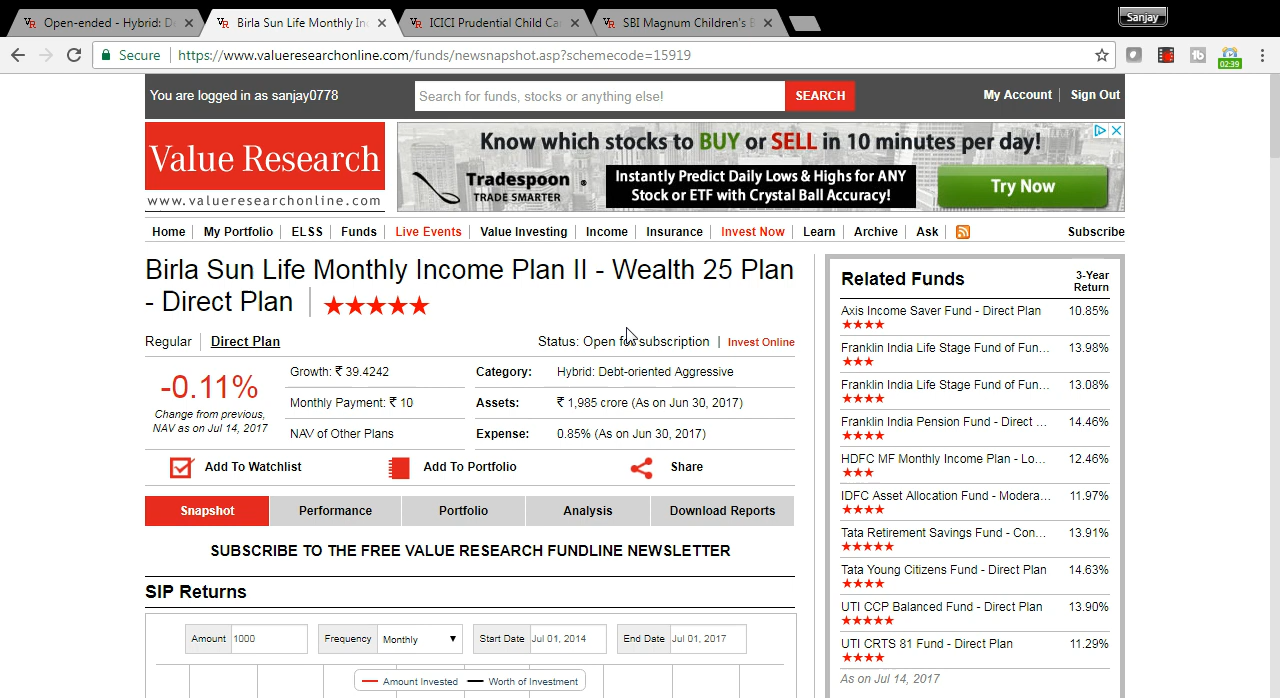 Sanjay
Open-ended - Hybrid: De
Birla Sun Life Monthly Inc
ICICI Prudential Child Ca
SBI Magnum Children's B
Secure
https://www.valueresearchonline.com/funds/newsnapshot.asp?schemecode=15919
02:39
You are logged in as sanjay0778
Search for funds, stocks or anything else!
SEARCH
My Account
Sign Out
Value Research
www.valueresearchonline.com
Know which stocks to BUY or SELL in 10 minutes per day!
Tradespoon
TRADE SMARTER
Instantly Predict Daily Lows & Highs for ANY
Stock or ETF with Crystal Ball Accuracy!
Try Now
Home My Portfolio ELSS Funds Live Events Value Investing Income Insurance Invest Now Learn Archive Ask Subscribe
Birla Sun Life Monthly Income Plan II - Wealth 25 Plan
- Direct Plan
Regular Direct Plan
Status: Open for subscription | Invest Online
-0.11%
Change from previous,
NAV as on Jul 14, 2017
Growth: ₹ 39.4242
Monthly Payment: ₹ 10
NAV of Other Plans
Category: Hybrid: Debt-oriented Aggressive
Assets: ₹ 1,985 crore (As on Jun 30, 2017)
Expense: 0.85% (As on Jun 30, 2017)
Add To Watchlist
Add To Portfolio
Share
Snapshot Performance Portfolio Analysis Download Reports
SUBSCRIBE TO THE FREE VALUE RESEARCH FUNDLINE NEWSLETTER
SIP Returns
Amount 1000 Frequency Monthly Start Date Jul 01, 2014 End Date Jul 01, 2017
Amount Invested Worth of Investment
Related Funds
3-Year
Return
Axis Income Saver Fund - Direct Plan 10.85%
Franklin India Life Stage Fund of Fun... 13.98%
Franklin India Life Stage Fund of Fun... 13.08%
Franklin India Pension Fund - Direct ... 14.46%
HDFC MF Monthly Income Plan - Lo... 12.46%
IDFC Asset Allocation Fund - Modera... 11.97%
Tata Retirement Savings Fund - Con... 13.91%
Tata Young Citizens Fund - Direct Plan 14.63%
UTI CCP Balanced Fund - Direct Plan 13.90%
UTI CRTS 81 Fund - Direct Plan 11.29%
As on Jul 14, 2017